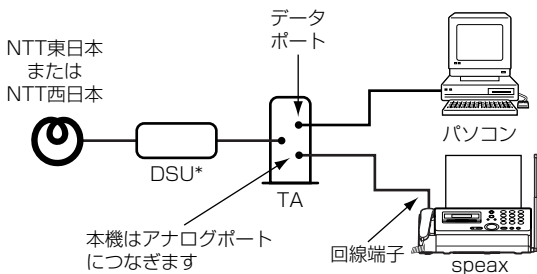 NTT東日本
または
NTT西日本
データ
ポート
パソコン
DSU*
TA
本機はアナログポート
につなぎます
回線端子
speax